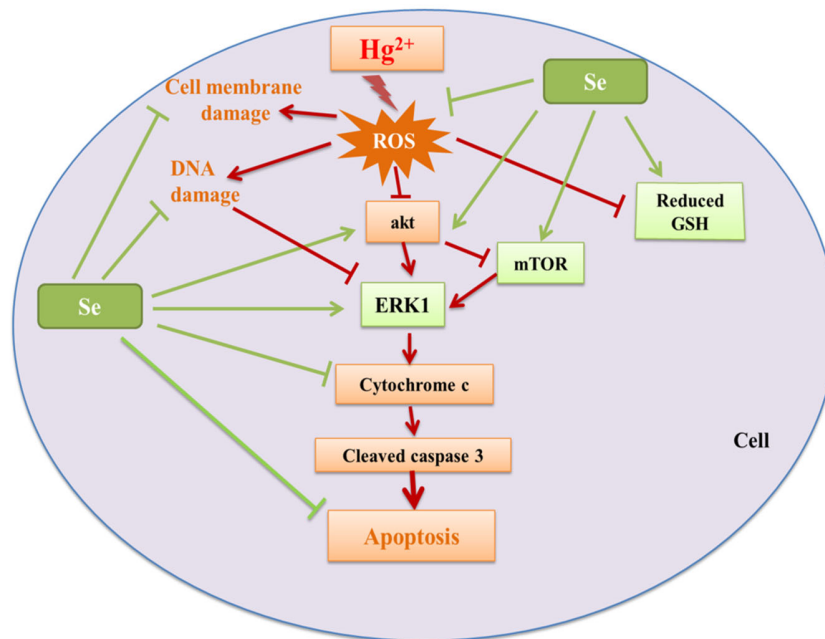 Hg²⁺
Se
Cell membrane
damage
ROS
DNA
damage
Reduced
GSH
akt
mTOR
Se
ERK1
Cytochrome c
Cell
Cleaved caspase 3
Apoptosis